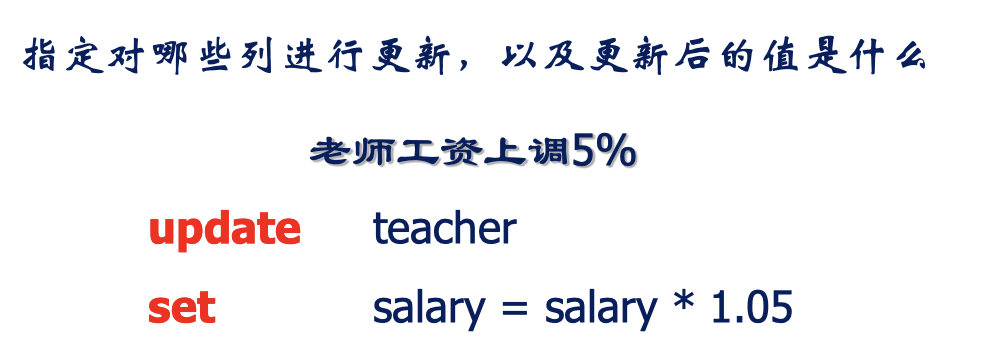 指定对哪些列进行更新，以及更新后的值是什么
老师工资上调5%
update teacher
set salary = salary * 1.05